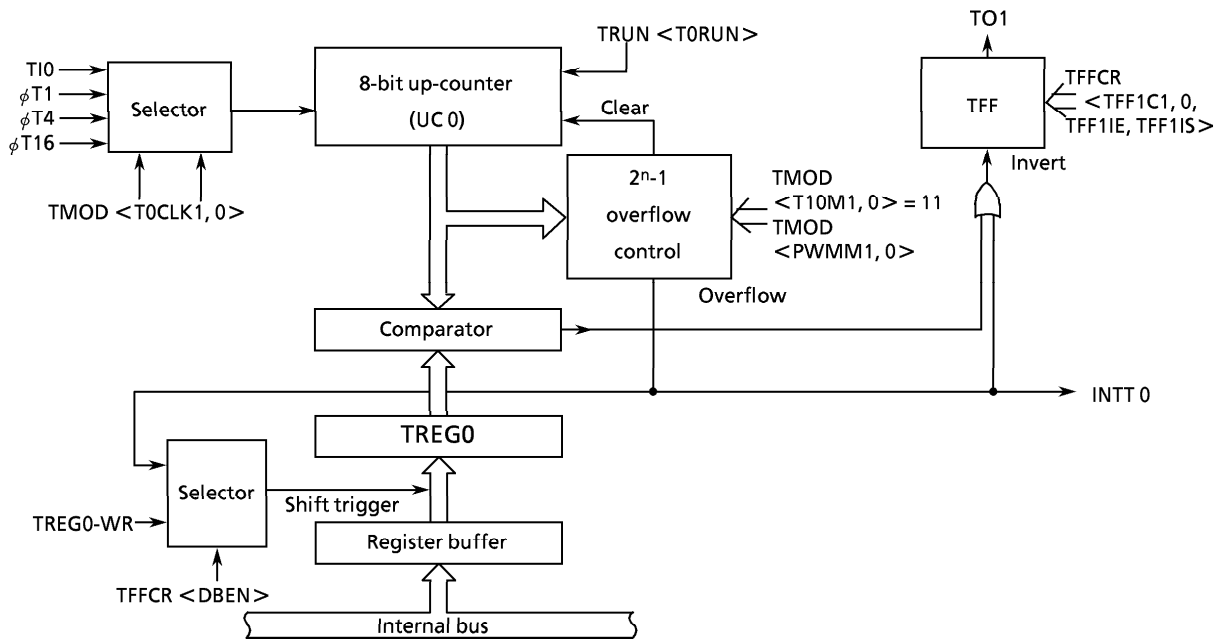 TO1
TRUN <T0RUN>
TI0
φT1
φT4
φT16
Selector
8-bit up-counter
(UC 0)
TFF
TFFCR
<TFF1C1, 0,
TFF1IE, TFF1IS>
Clear
Invert
TMOD <T0CLK1, 0>
2ⁿ-1
overflow
control
TMOD
<T10M1, 0> = 11
TMOD
<PWMM1, 0>
Overflow
Comparator
INTT 0
TREG0
Selector
Shift trigger
TREG0-WR
Register buffer
TFFCR <DBEN>
Internal bus